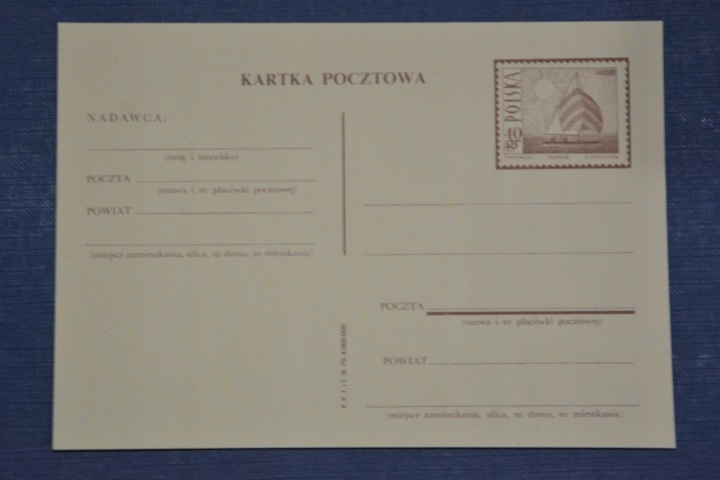 KARTKA POCZTOWA
POLSKA
40
gr
NADAWCA:
(imię i nazwisko)
POCZTA
(nazwa i nr placówki pocztowej)
POWIAT
(miejsce zamieszkania, ulica, nr domu, nr mieszkania)
POCZTA
(nazwa i nr placówki pocztowej)
POWIAT
(miejsce zamieszkania, ulica, nr domu, nr mieszkania)